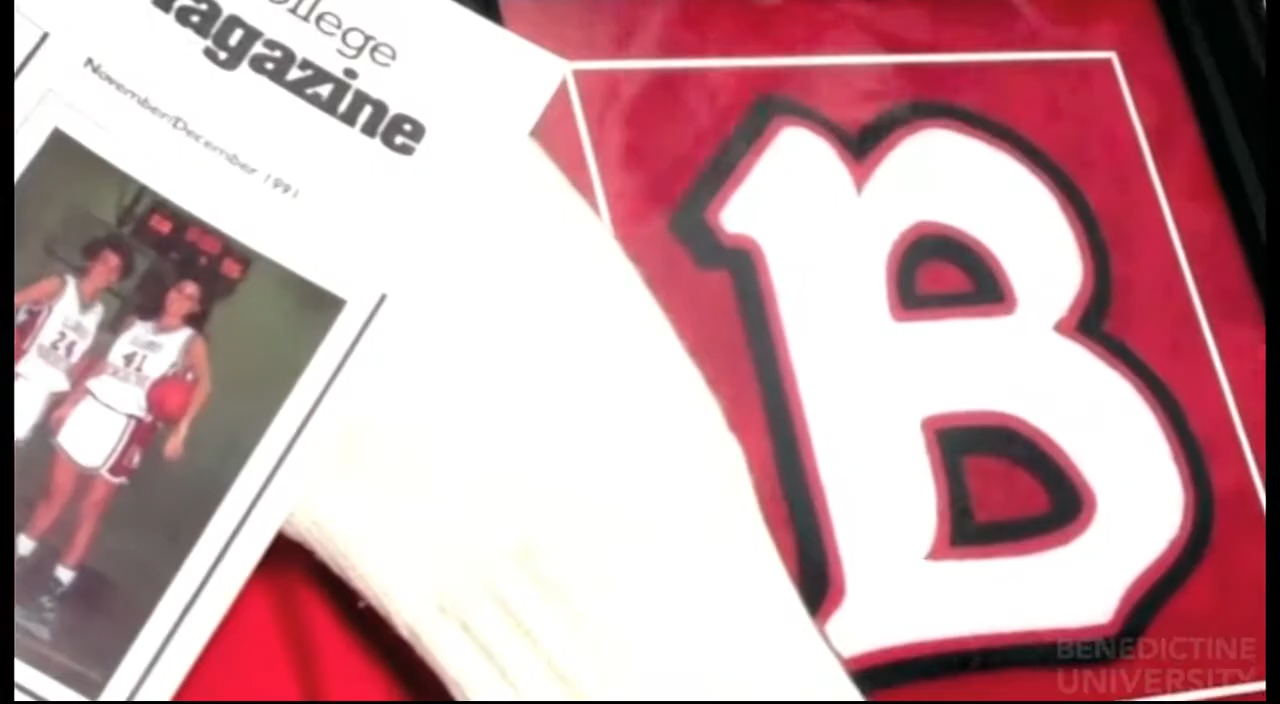 ollege
agazine
November/December 1991
24
41
B
BENEDICTINE
UNIVERSITY